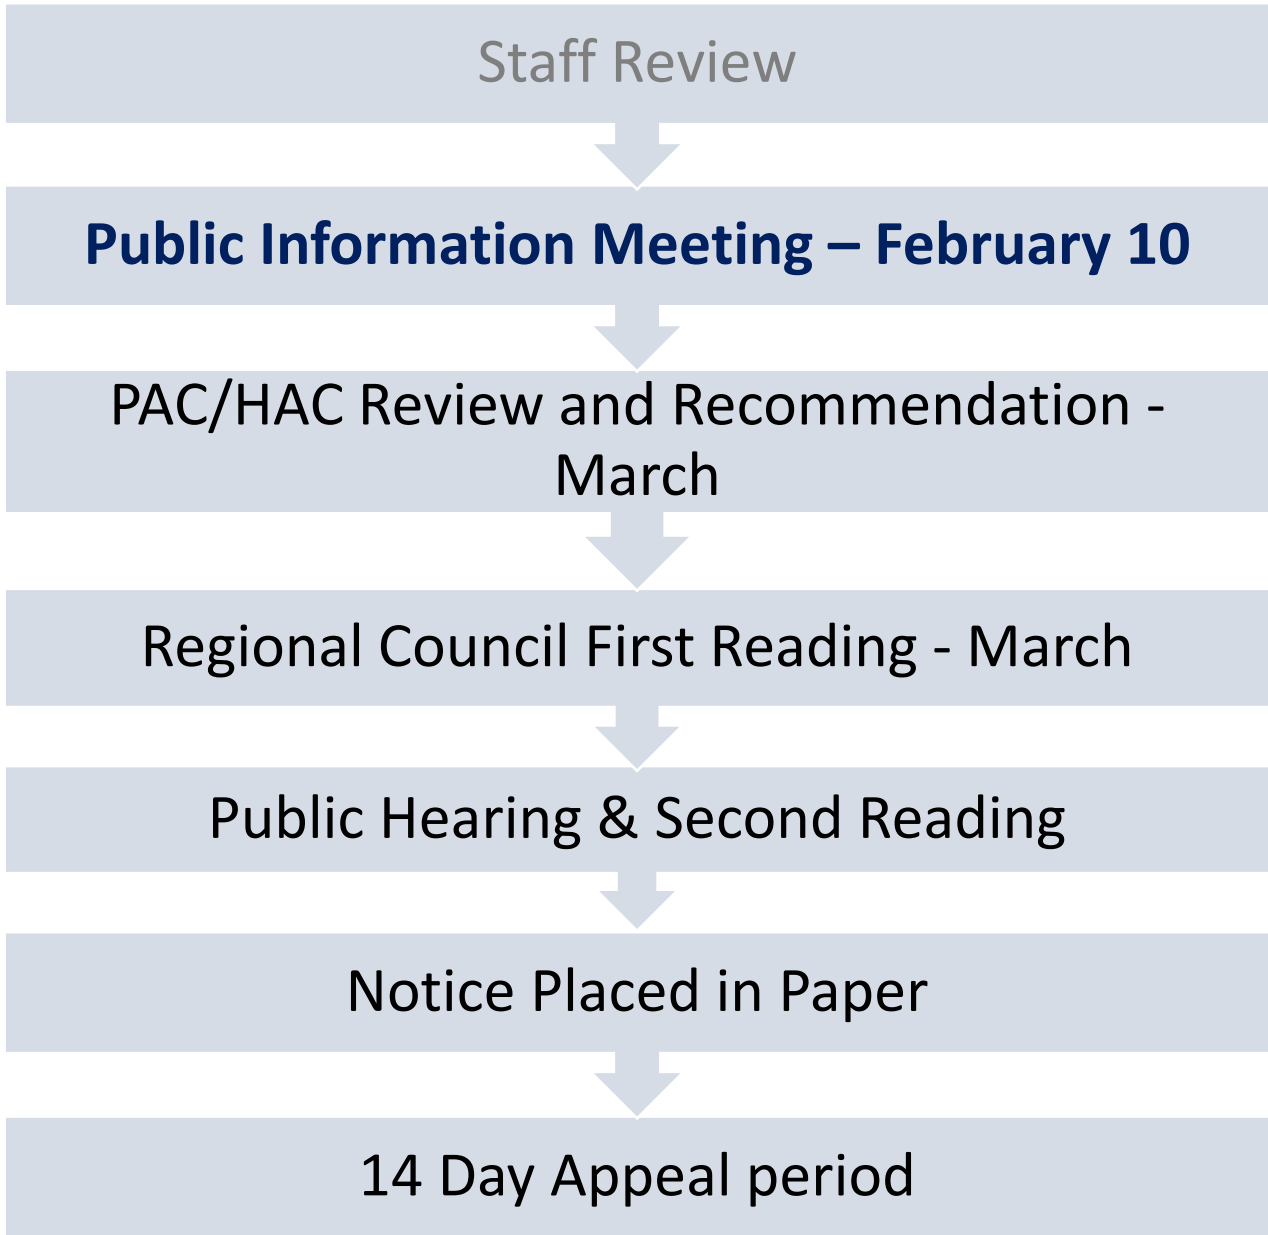 Staff Review
Public Information Meeting – February 10
PAC/HAC Review and Recommendation -
March
Regional Council First Reading - March
Public Hearing & Second Reading
Notice Placed in Paper
14 Day Appeal period